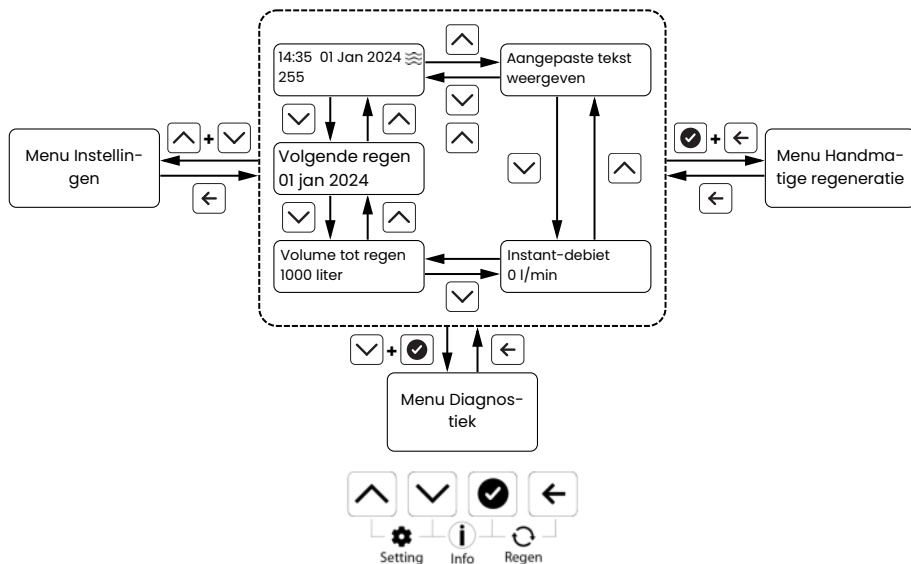 14:35 01 Jan 2024
255
Aangepaste tekst
weergeven
Menu Instellin-
gen
+
Volgende regen
01 jan 2024
+
Menu Handma-
tige regeneratie
Volume tot regen
1000 liter
Instant-debiet
0 l/min
+
Menu Diagnos-
tiek
Setting
Info
Regen